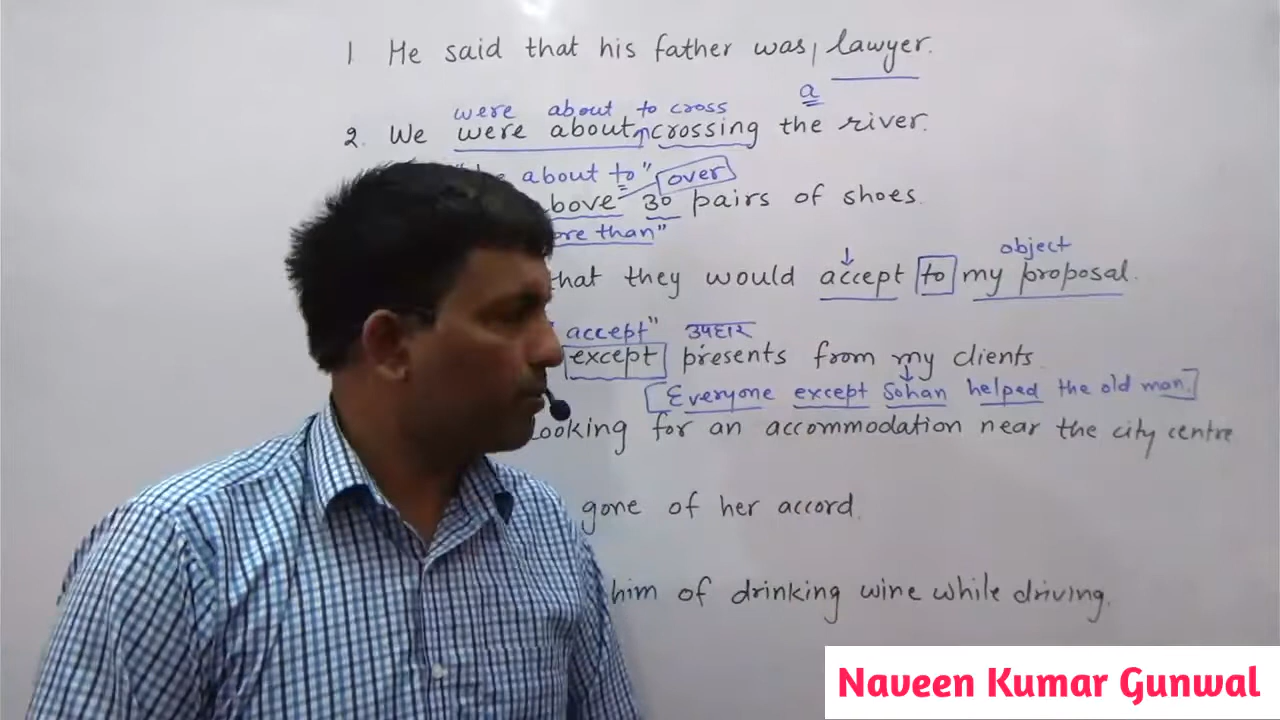 1 He said that his father was, lawyer.
a
were about to cross
2. We were about crossing the river.
about to" over
30 pairs of shoes.
than"
object
that they would accept to my proposal.
accept" उपहार
except presents from my clients.
[Everyone except Sohan helped the old man.]
Looking for an accommodation near the city centre
gone of her accord.
him of drinking wine while driving.
Naveen Kumar Gunwal